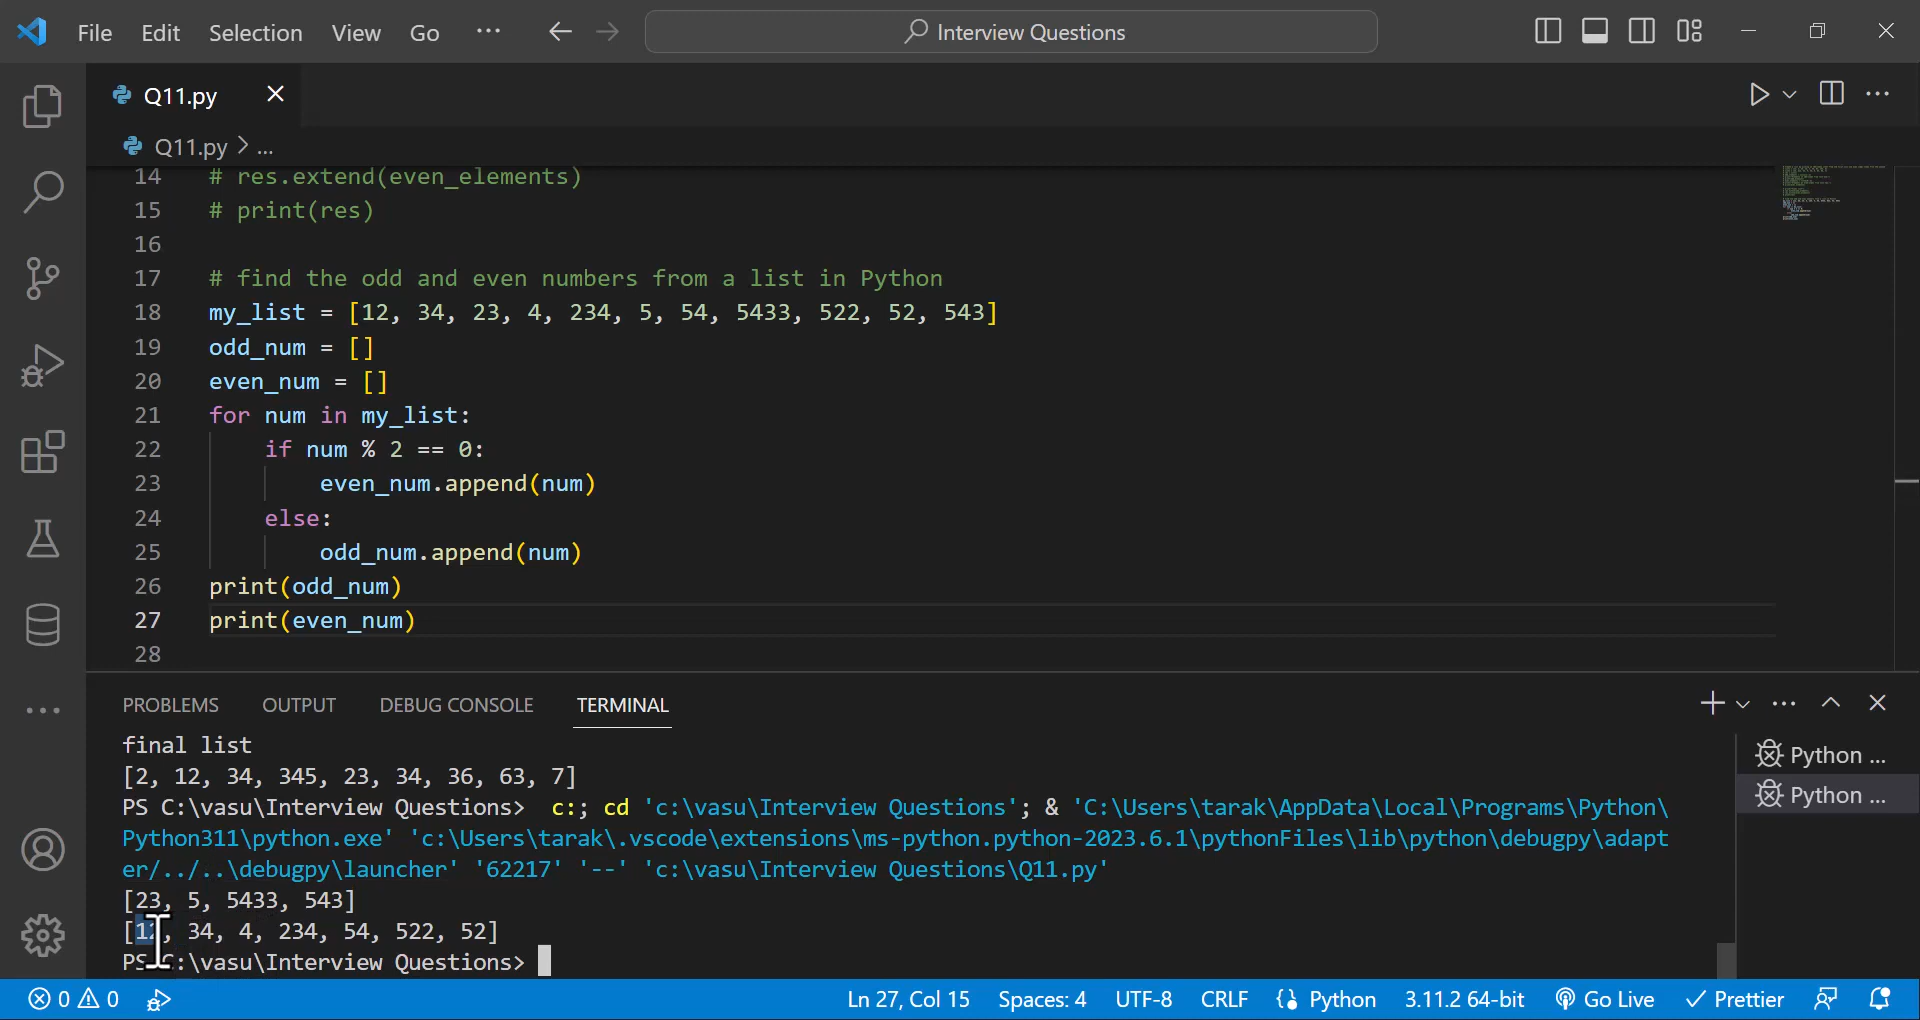 File Edit Selection View Go ··· Interview Questions
Q11.py
Q11.py > ...
14 # res.extend(even_elements)
15 # print(res)
16
17 # find the odd and even numbers from a list in Python
18 my_list = [12, 34, 23, 4, 234, 5, 54, 5433, 522, 52, 543]
19 odd_num = []
20 even_num = []
21 for num in my_list:
22 if num % 2 == 0:
23 even_num.append(num)
24 else:
25 odd_num.append(num)
26 print(odd_num)
27 print(even_num)
28
PROBLEMS OUTPUT DEBUG CONSOLE TERMINAL
final list
[2, 12, 34, 345, 23, 34, 36, 63, 7]
PS C:\vasu\Interview Questions> c:; cd 'c:\vasu\Interview Questions'; & 'C:\Users\tarak\AppData\Local\Programs\Python\
Python311\python.exe' 'c:\Users\tarak\.vscode\extensions\ms-python.python-2023.6.1\pythonFiles\lib\python\debugpy\adapt
er/../..\debugpy\launcher' '62217' '--' 'c:\vasu\Interview Questions\Q11.py'
[23, 5, 5433, 543]
[12, 34, 4, 234, 54, 522, 52]
PS C:\vasu\Interview Questions>
Python ...
Python ...
0 0 Ln 27, Col 15 Spaces: 4 UTF-8 CRLF Python 3.11.2 64-bit Go Live Prettier